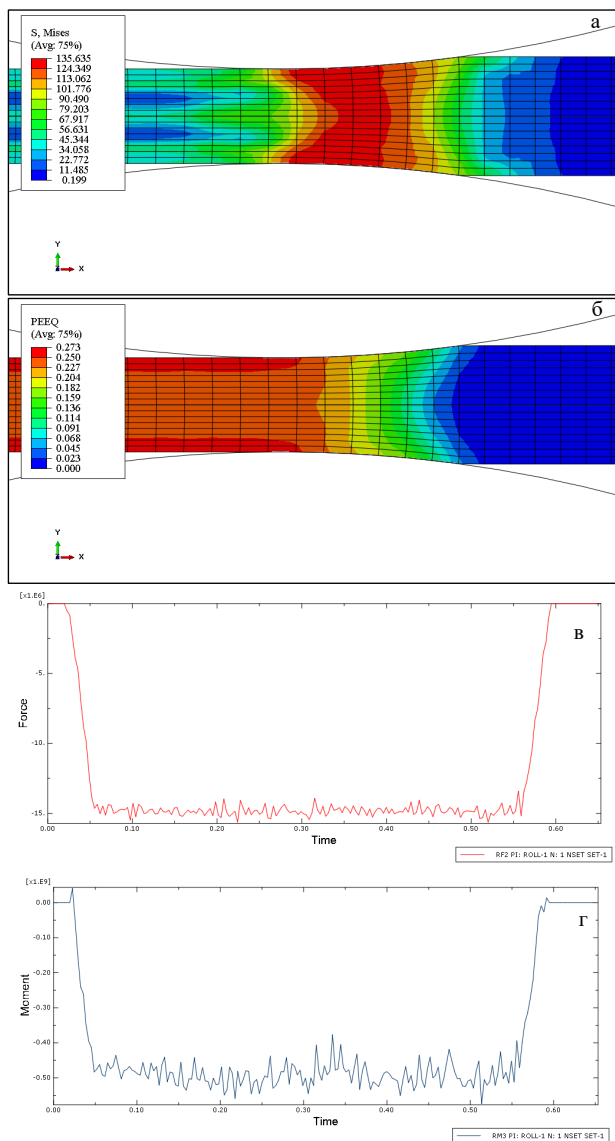 а
S, Mises
(Avg: 75%)
135.635
124.349
113.062
101.776
90.490
79.203
67.917
56.631
45.344
34.058
22.772
11.485
0.199
Y
Z X
б
PEEQ
(Avg: 75%)
0.273
0.250
0.227
0.204
0.182
0.159
0.136
0.114
0.091
0.068
0.045
0.023
0.000
Y
Z X
[x1.E6]
в
0.
-5.
-10.
-15.
Force
0.00 0.10 0.20 0.30 0.40 0.50 0.60
Time
RF2 PI: ROLL-1 N: 1 NSET SET-1
[x1.E9]
г
0.00
-0.10
-0.20
-0.30
-0.40
-0.50
Moment
0.00 0.10 0.20 0.30 0.40 0.50 0.60
Time
RM3 PI: ROLL-1 N: 1 NSET SET-1